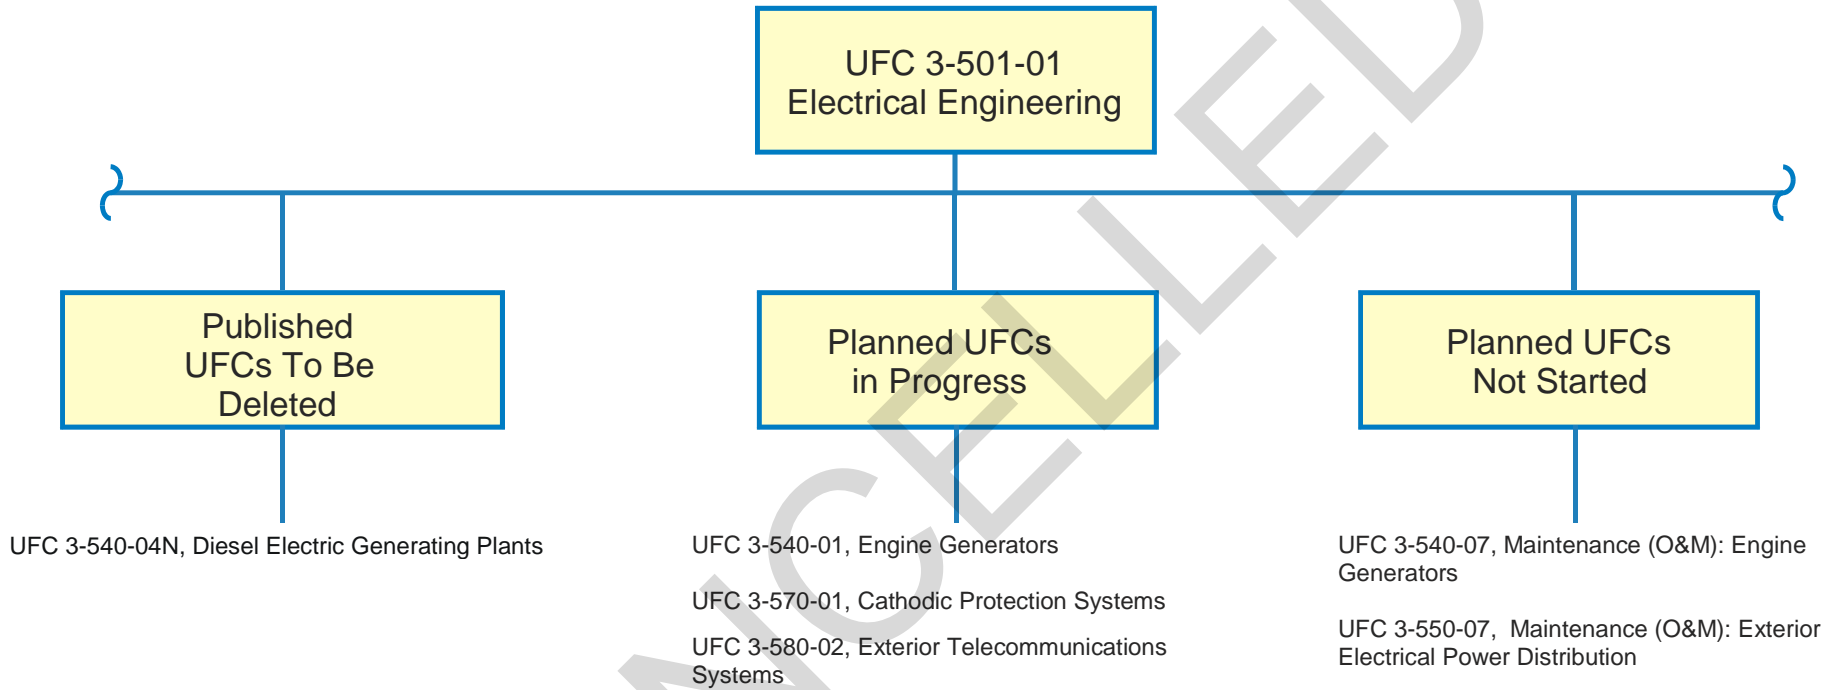 UFC 3-501-01
Electrical Engineering
Published
UFCs To Be
Deleted
Planned UFCs
in Progress
Planned UFCs
Not Started
UFC 3-540-04N, Diesel Electric Generating Plants
UFC 3-540-01, Engine Generators
UFC 3-570-01, Cathodic Protection Systems
UFC 3-580-02, Exterior Telecommunications
Systems
UFC 3-540-07, Maintenance (O&M): Engine
Generators
UFC 3-550-07,  Maintenance (O&M): Exterior
Electrical Power Distribution
NCELLED